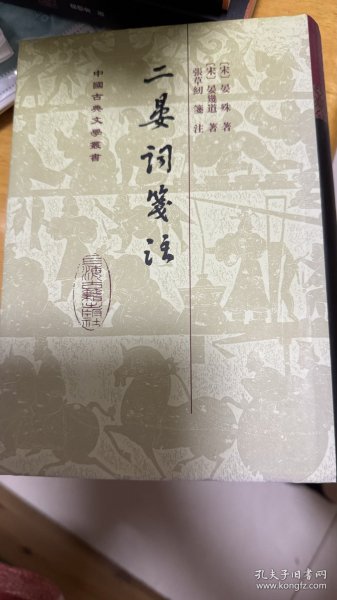 [宋]晏 殊 著
[宋]晏幾道 著
張草紉 箋 注
二晏詞箋註
中國古典文學叢書
上海古籍出版社
孔夫子旧书网
www.kongfz.com